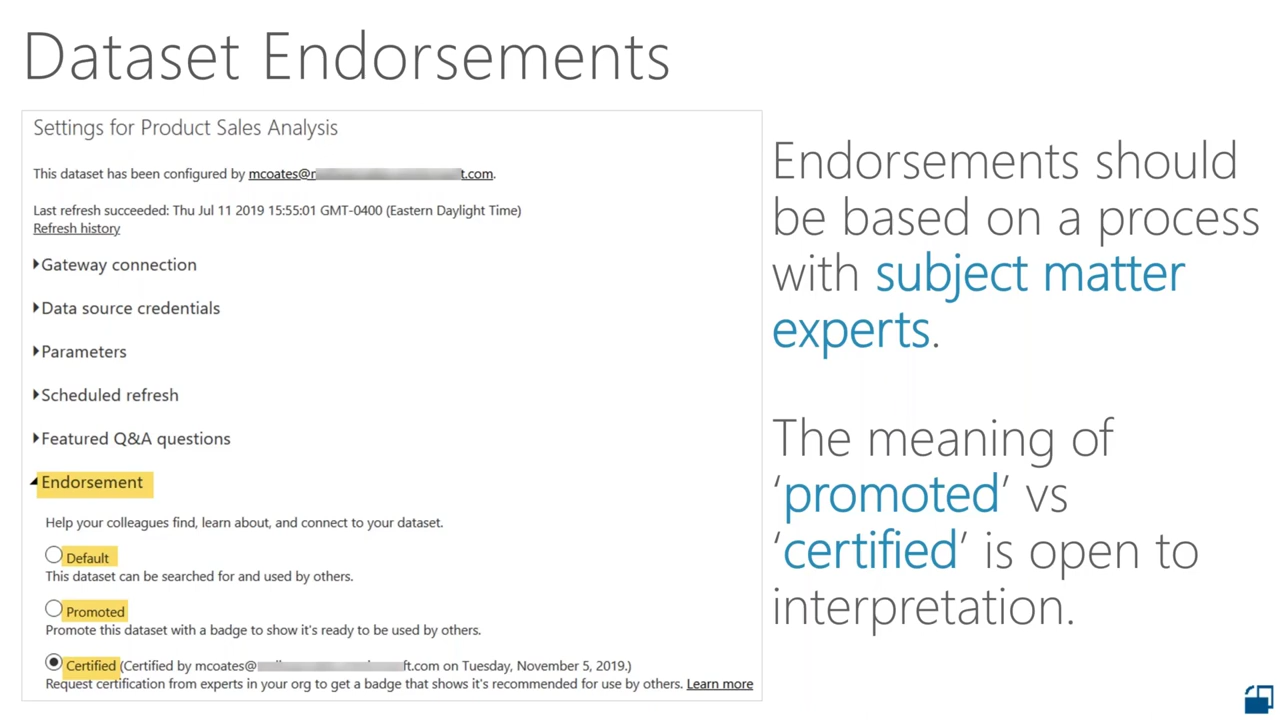 Dataset Endorsements
Settings for Product Sales Analysis
This dataset has been configured by mcoates@r t.com.
Last refresh succeeded: Thu Jul 11 2019 15:55:01 GMT-0400 (Eastern Daylight Time)
Refresh history
Gateway connection
Data source credentials
Parameters
Scheduled refresh
Featured Q&A questions
Endorsement
Help your colleagues find, learn about, and connect to your dataset.
Default
This dataset can be searched for and used by others.
Promoted
Promote this dataset with a badge to show it's ready to be used by others.
Certified (Certified by mcoates@ ft.com on Tuesday, November 5, 2019.)
Request certification from experts in your org to get a badge that shows it's recommended for use by others. Learn more
Endorsements should
be based on a process
with subject matter
experts.
The meaning of
‘promoted’ vs
‘certified’ is open to
interpretation.